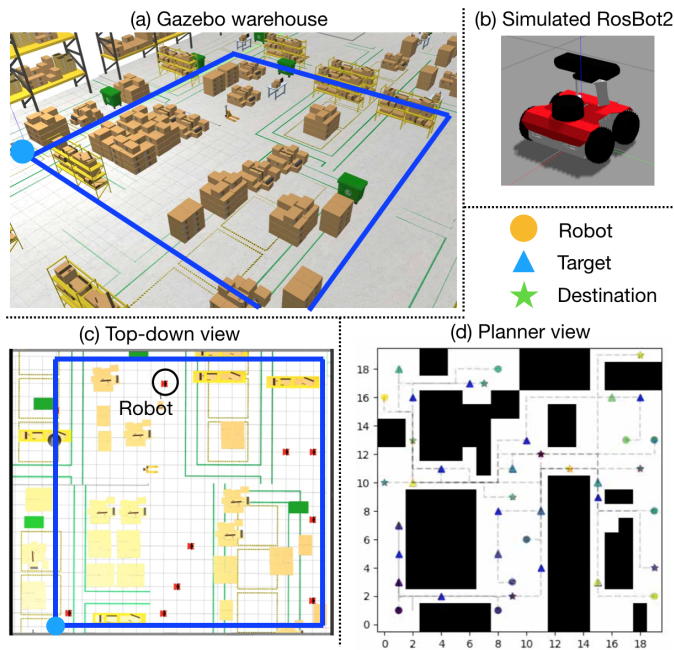 (a) Gazebo warehouse
(b) Simulated RosBot2
Robot
Target
Destination
(c) Top-down view
Robot
(d) Planner view
18
16
14
12
10
8
6
4
2
0
0 2 4 6 8 10 12 14 16 18